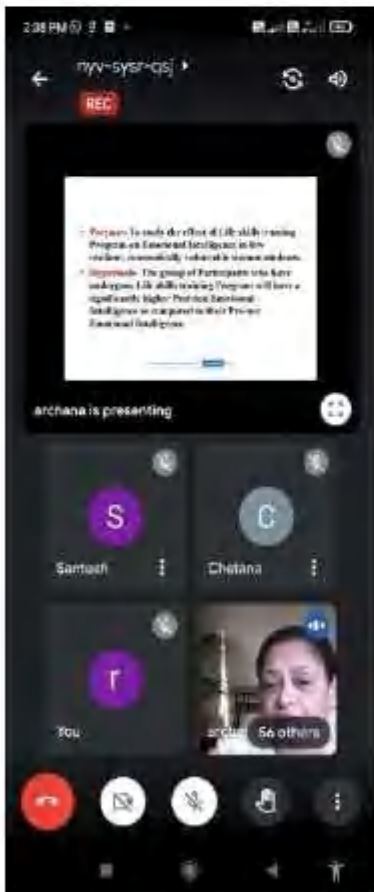 2:38 PM
nyv-sysr-cjsj
REC
• Purpose- To study the effect of Life skills training
Program on Emotional Intelligence in low
resilient, economically vulnerable women students.
• Hypothesis- The group of Participants who have
undergone Life skills training Program will have a
significantly higher Post-test Emotional
Intelligence as compared to their Pre-test
Emotional Intelligence.
archana is presenting
S
C
Santosh
Chetana
r
You
56 others